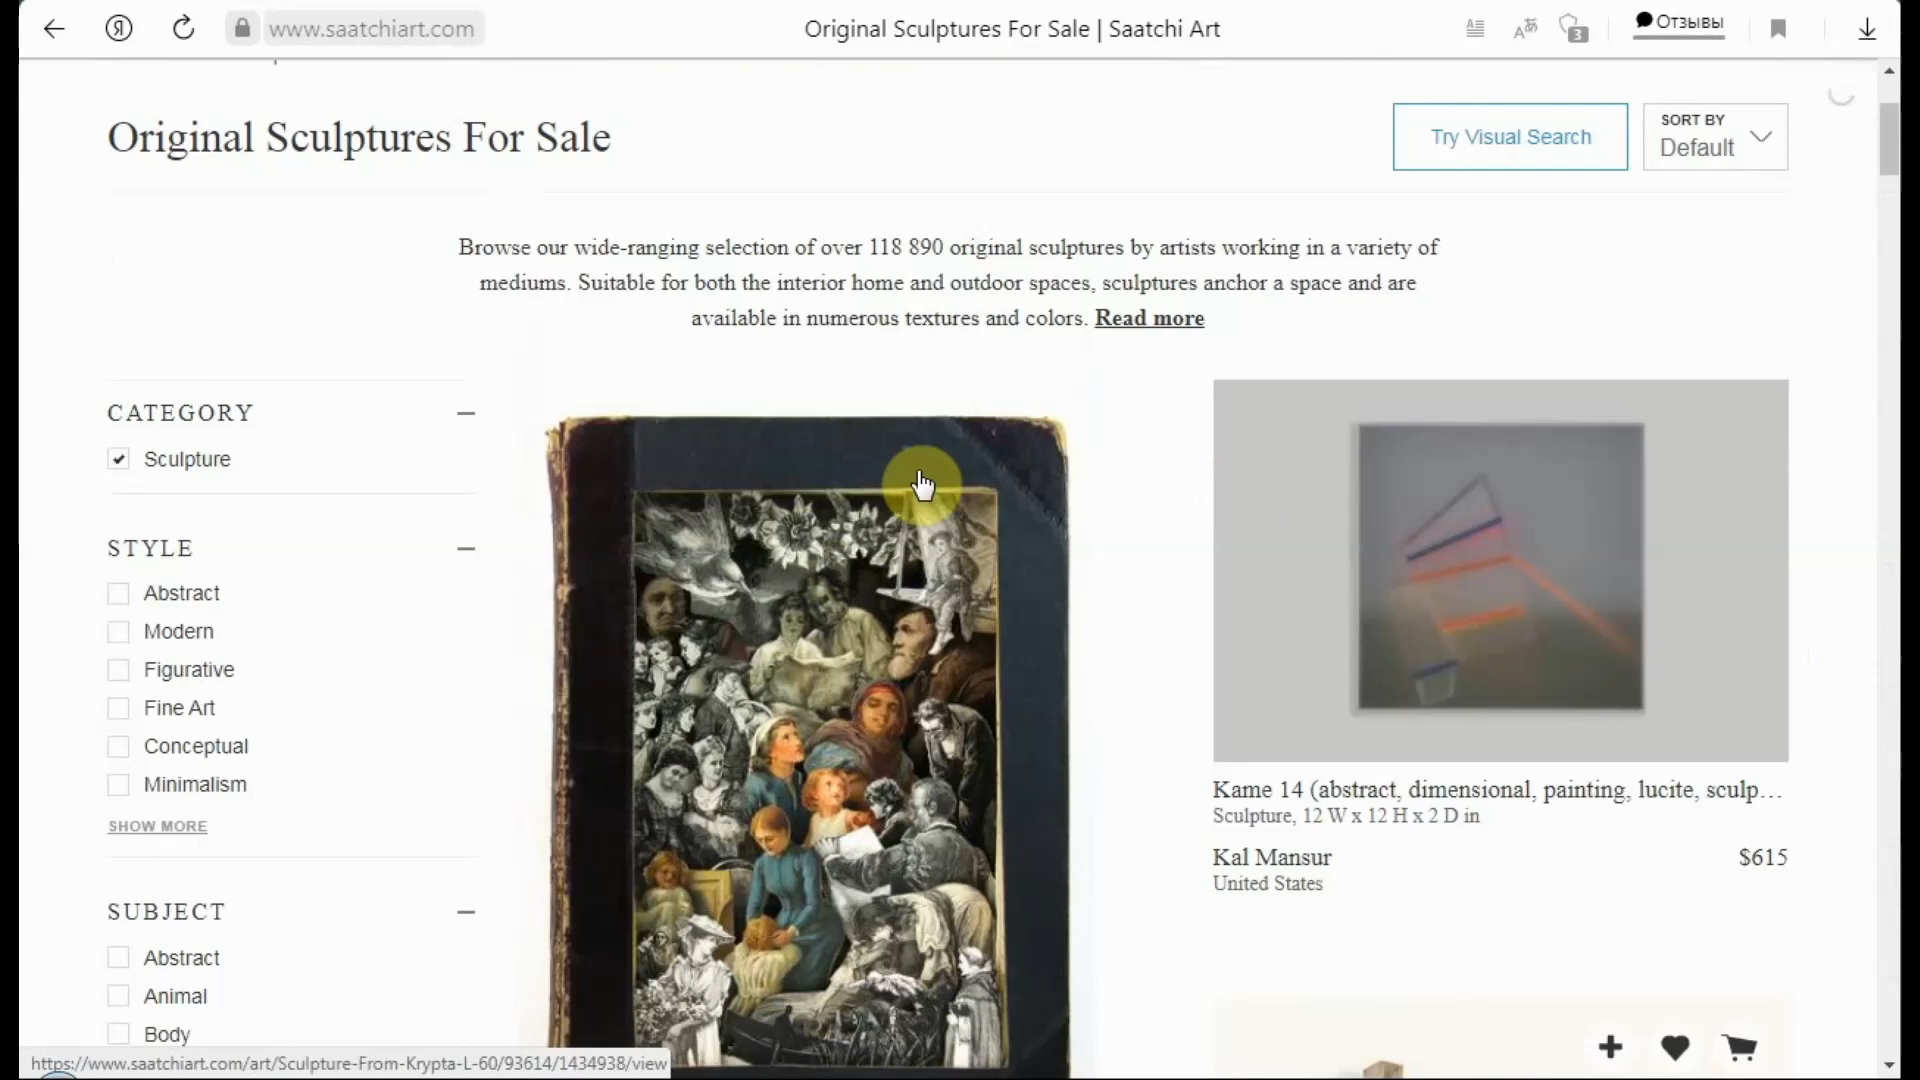 Я
www.saatchiart.com
Original Sculptures For Sale | Saatchi Art
3
Отзывы
Original Sculptures For Sale
Try Visual Search
SORT BY
Default
Browse our wide-ranging selection of over 118 890 original sculptures by artists working in a variety of
mediums. Suitable for both the interior home and outdoor spaces, sculptures anchor a space and are
available in numerous textures and colors. Read more
CATEGORY
Sculpture
STYLE
Abstract
Modern
Figurative
Fine Art
Conceptual
Minimalism
SHOW MORE
SUBJECT
Abstract
Animal
Body
Kame 14 (abstract, dimensional, painting, lucite, sculp...
Sculpture, 12 W x 12 H x 2 D in
Kal Mansur
$615
United States
https://www.saatchiart.com/art/Sculpture-From-Krypta-L-60/93614/1434938/view